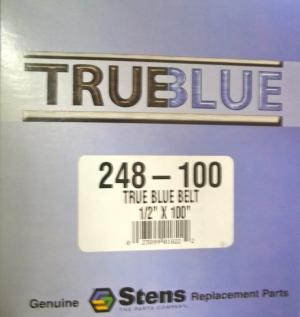 TRUEBLUE
248-100
TRUE BLUE BELT
1/2" X 100"
Genuine Stens Replacement Parts
THE PARTS COMPANY